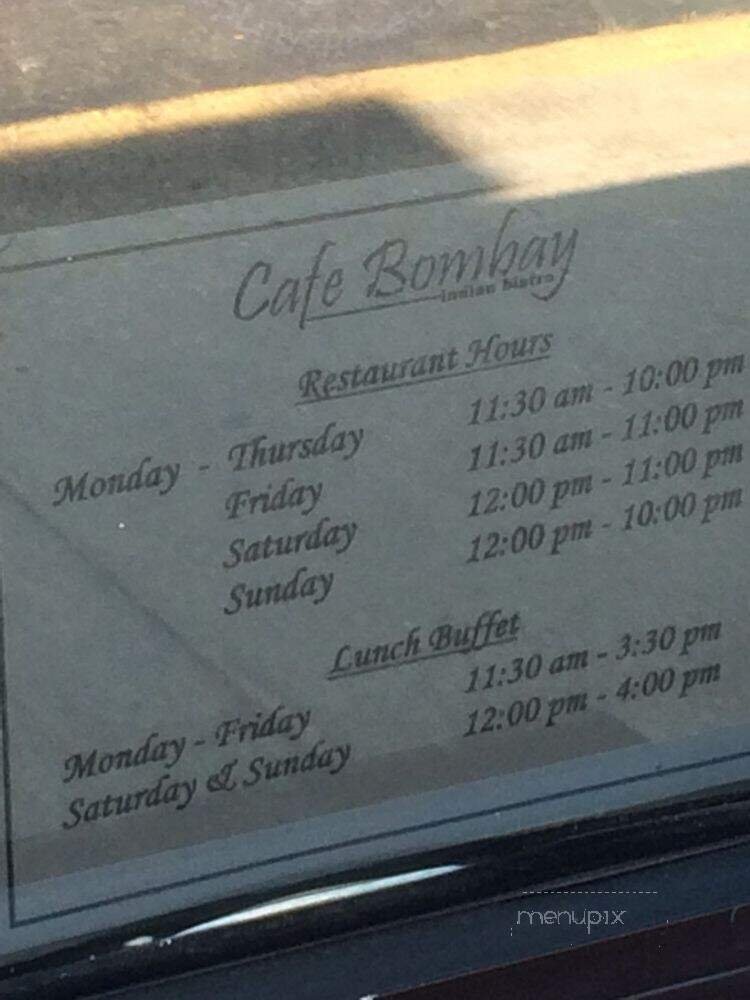 Cafe Bombay
indian bistro
Restaurant Hours
Monday - Thursday 11:30 am - 10:00 pm
Friday 11:30 am - 11:00 pm
Saturday 12:00 pm - 11:00 pm
Sunday 12:00 pm - 10:00 pm
Lunch Buffet
Monday - Friday 11:30 am - 3:30 pm
Saturday & Sunday 12:00 pm - 4:00 pm
menupix